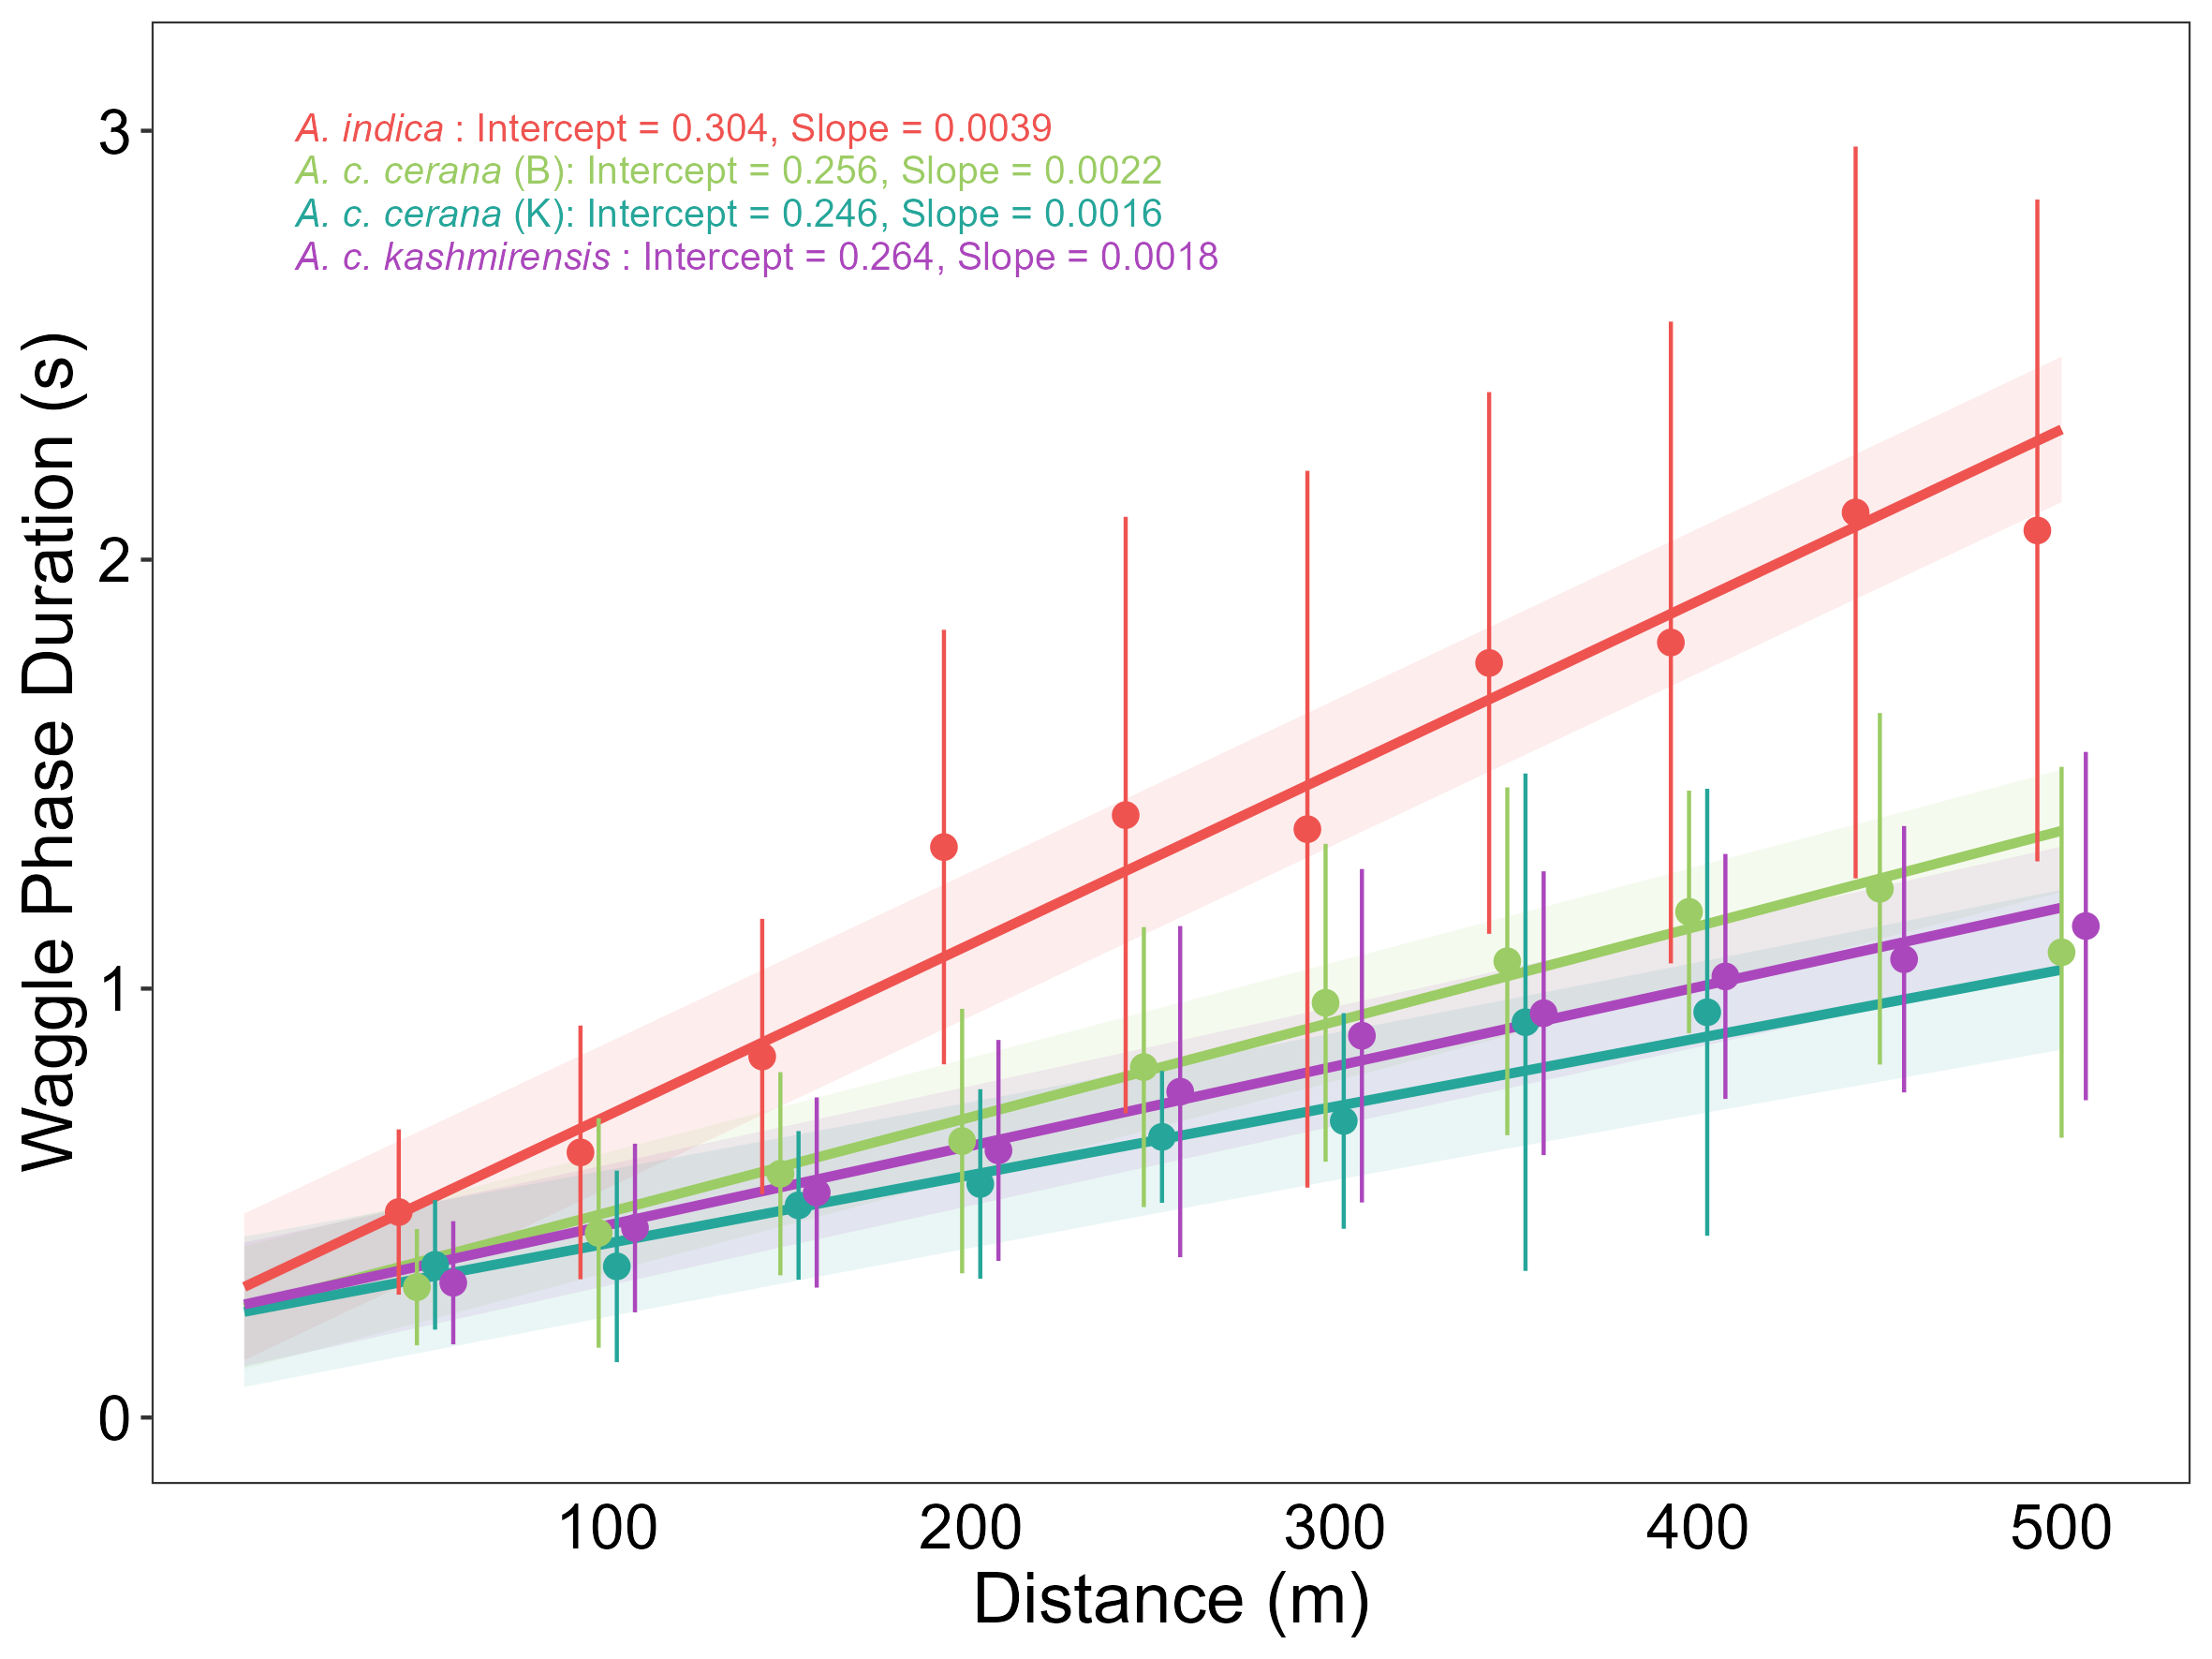 A. indica : Intercept = 0.304, Slope = 0.0039
A. c. cerana (B): Intercept = 0.256, Slope = 0.0022
A. c. cerana (K): Intercept = 0.246, Slope = 0.0016
A. c. kashmirensis : Intercept = 0.264, Slope = 0.0018
Waggle Phase Duration (s)
3
2
1
0
100 200 300 400 500
Distance (m)